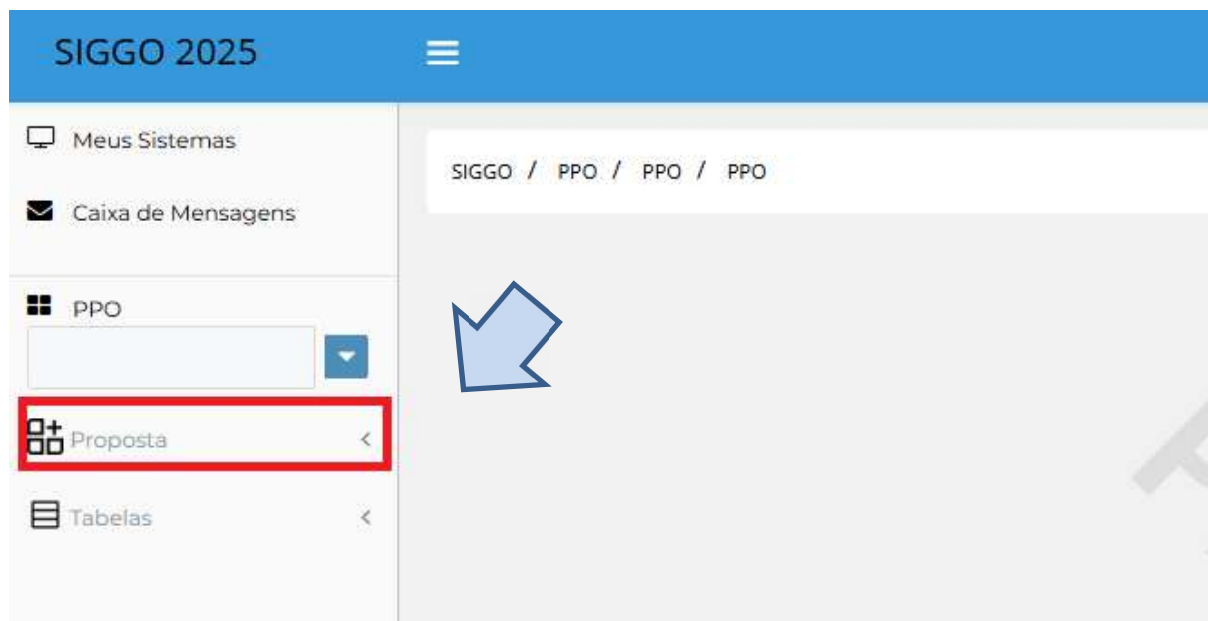 SIGGO 2025
Meus Sistemas
SIGGO / PPO / PPO / PPO
Caixa de Mensagens
PPO
Proposta
Tabelas